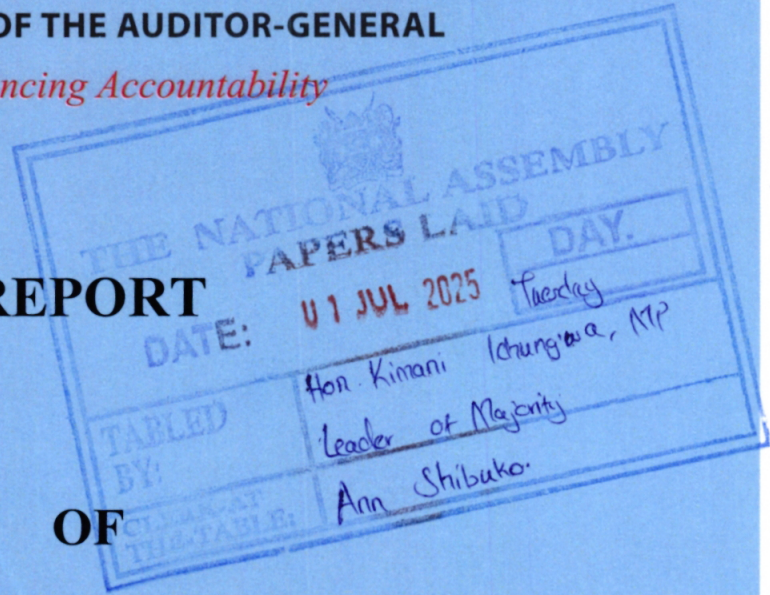 OF THE AUDITOR-GENERAL
ncing Accountability
THE NATIONAL ASSEMBLY
PAPERS LAID
REPORT
DATE: 01 JUL 2025
DAY.
Tuesday
TABLED BY:
Hon. Kimani Ichung'wa, MP
Leader of Majority
CLERK-AT THE-TABLE:
Ann Shibuko.
OF